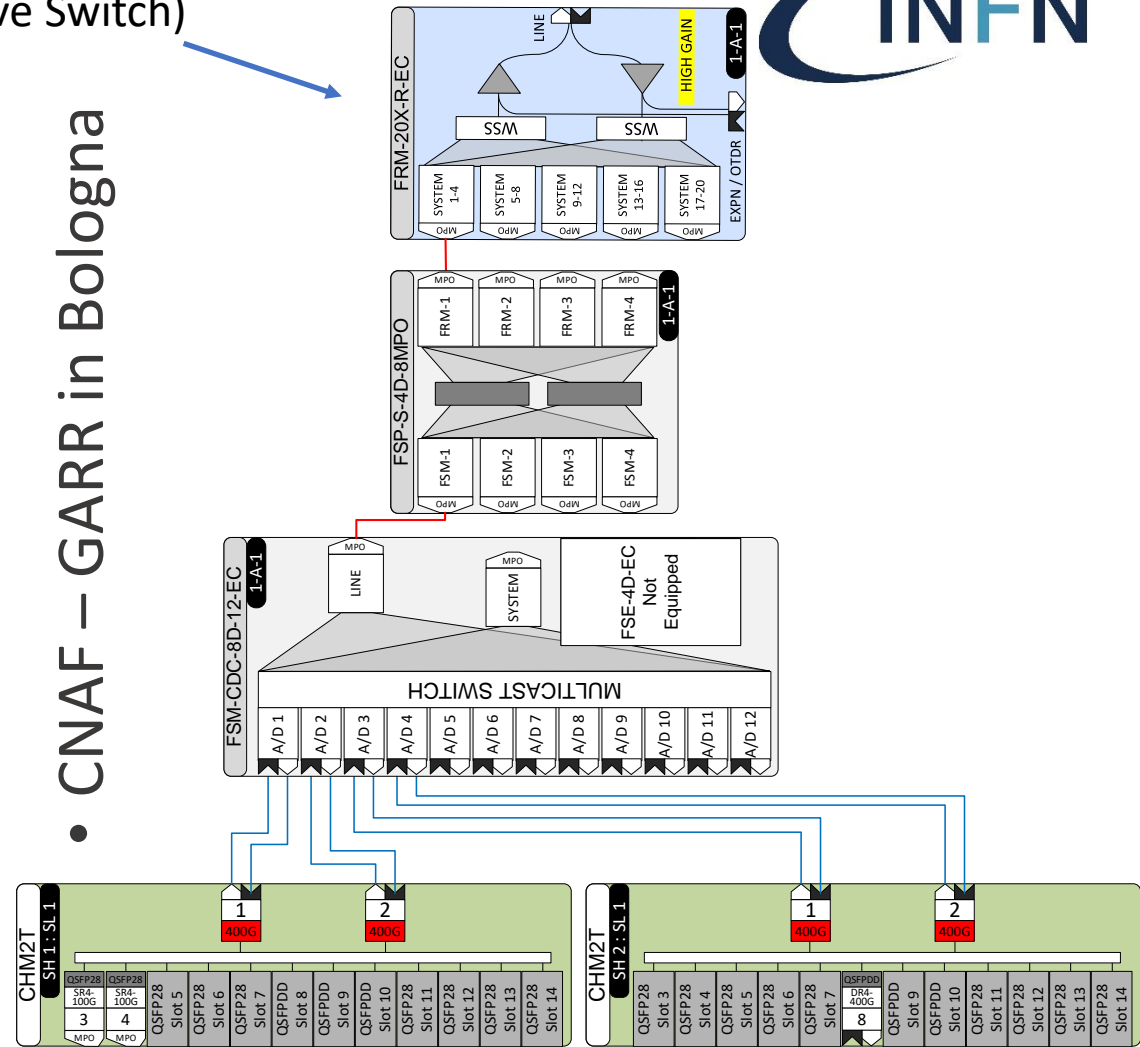 ve Switch)
INFN
• CNAF – GARR in Bologna
FRM-20X-R-EC
LINE
HIGH GAIN
1-A-1
WSS
WSS
EXPN / OTDR
SYSTEM
1-4
SYSTEM
5-8
SYSTEM
9-12
SYSTEM
13-16
SYSTEM
17-20
MPO
MPO
MPO
MPO
MPO
FSP-S-4D-8MPO
1-A-1
MPO
MPO
MPO
MPO
FRM-1
FRM-2
FRM-3
FRM-4
FSM-1
FSM-2
FSM-3
FSM-4
MPO
MPO
MPO
MPO
FSM-CDC-8D-12-EC
1-A-1
MPO
LINE
MPO
SYSTEM
FSE-4D-EC
Not
Equipped
MULTICAST SWITCH
A/D 1
A/D 2
A/D 3
A/D 4
A/D 5
A/D 6
A/D 7
A/D 8
A/D 9
A/D 10
A/D 11
A/D 12
CHM2T
SH 1 : SL 1
1
400G
2
400G
QSFP28
SR4-
100G
3
MPO
QSFP28
SR4-
100G
4
MPO
QSFP28
Slot 5
QSFP28
Slot 6
QSFP28
Slot 7
QSFPDD
Slot 8
QSFPDD
Slot 9
QSFPDD
Slot 10
QSFP28
Slot 11
QSFP28
Slot 12
QSFP28
Slot 13
QSFP28
Slot 14
CHM2T
SH 2 : SL 1
1
400G
2
400G
QSFP28
Slot 3
QSFP28
Slot 4
QSFP28
Slot 5
QSFP28
Slot 6
QSFP28
Slot 7
QSFPDD
DR4-
400G
8
QSFPDD
Slot 9
QSFPDD
Slot 10
QSFP28
Slot 11
QSFP28
Slot 12
QSFP28
Slot 13
QSFP28
Slot 14